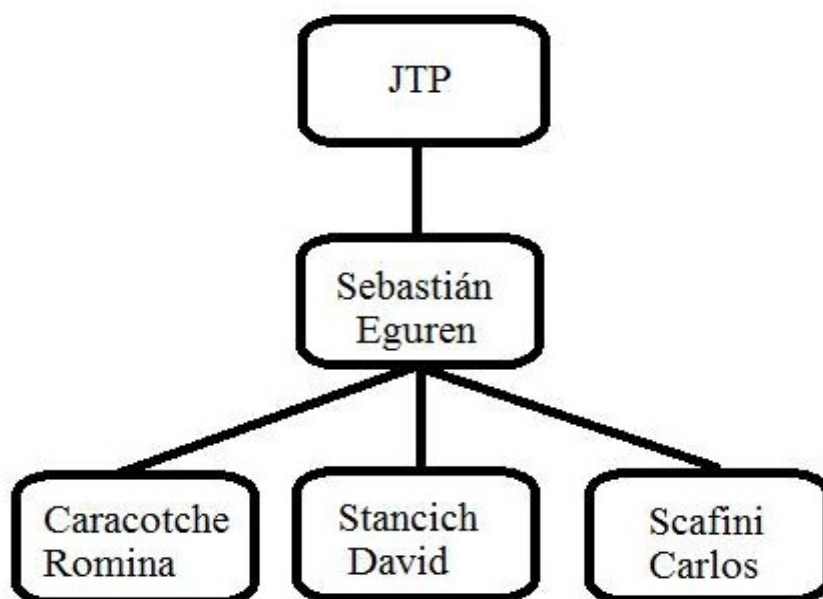 JTP
Sebastián
Eguren
Caracotche
Romina
Stancich
David
Scafini
Carlos